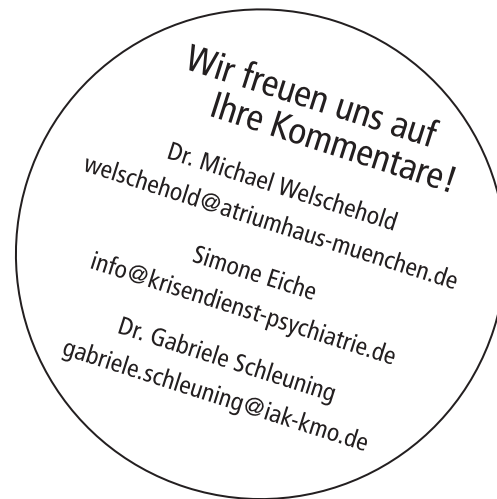 Wir freuen uns auf
Ihre Kommentare!
Dr. Michael Welschehold
welschehold@atriumhaus-muenchen.de
Simone Eiche
info@krisendienst-psychiatrie.de
Dr. Gabriele Schleuning
gabriele.schleuning@iak-kmo.de